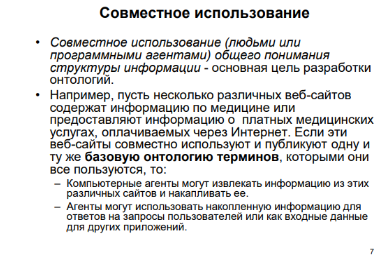 Совместное использование
• Совместное использование (людьми или
программными агентами) общего понимания
структуры информации - основная цель разработки
онтологий.
• Например, пусть несколько различных веб-сайтов
содержат информацию по медицине или
предоставляют информацию о платных медицинских
услугах, оплачиваемых через Интернет. Если эти
веб-сайты совместно используют и публикуют одну и
ту же базовую онтологию терминов, которыми они
все пользуются, то:
– Компьютерные агенты могут извлекать информацию из этих
различных сайтов и накапливать ее.
– Агенты могут использовать накопленную информацию для
ответов на запросы пользователей или как входные данные
для других приложений.
7